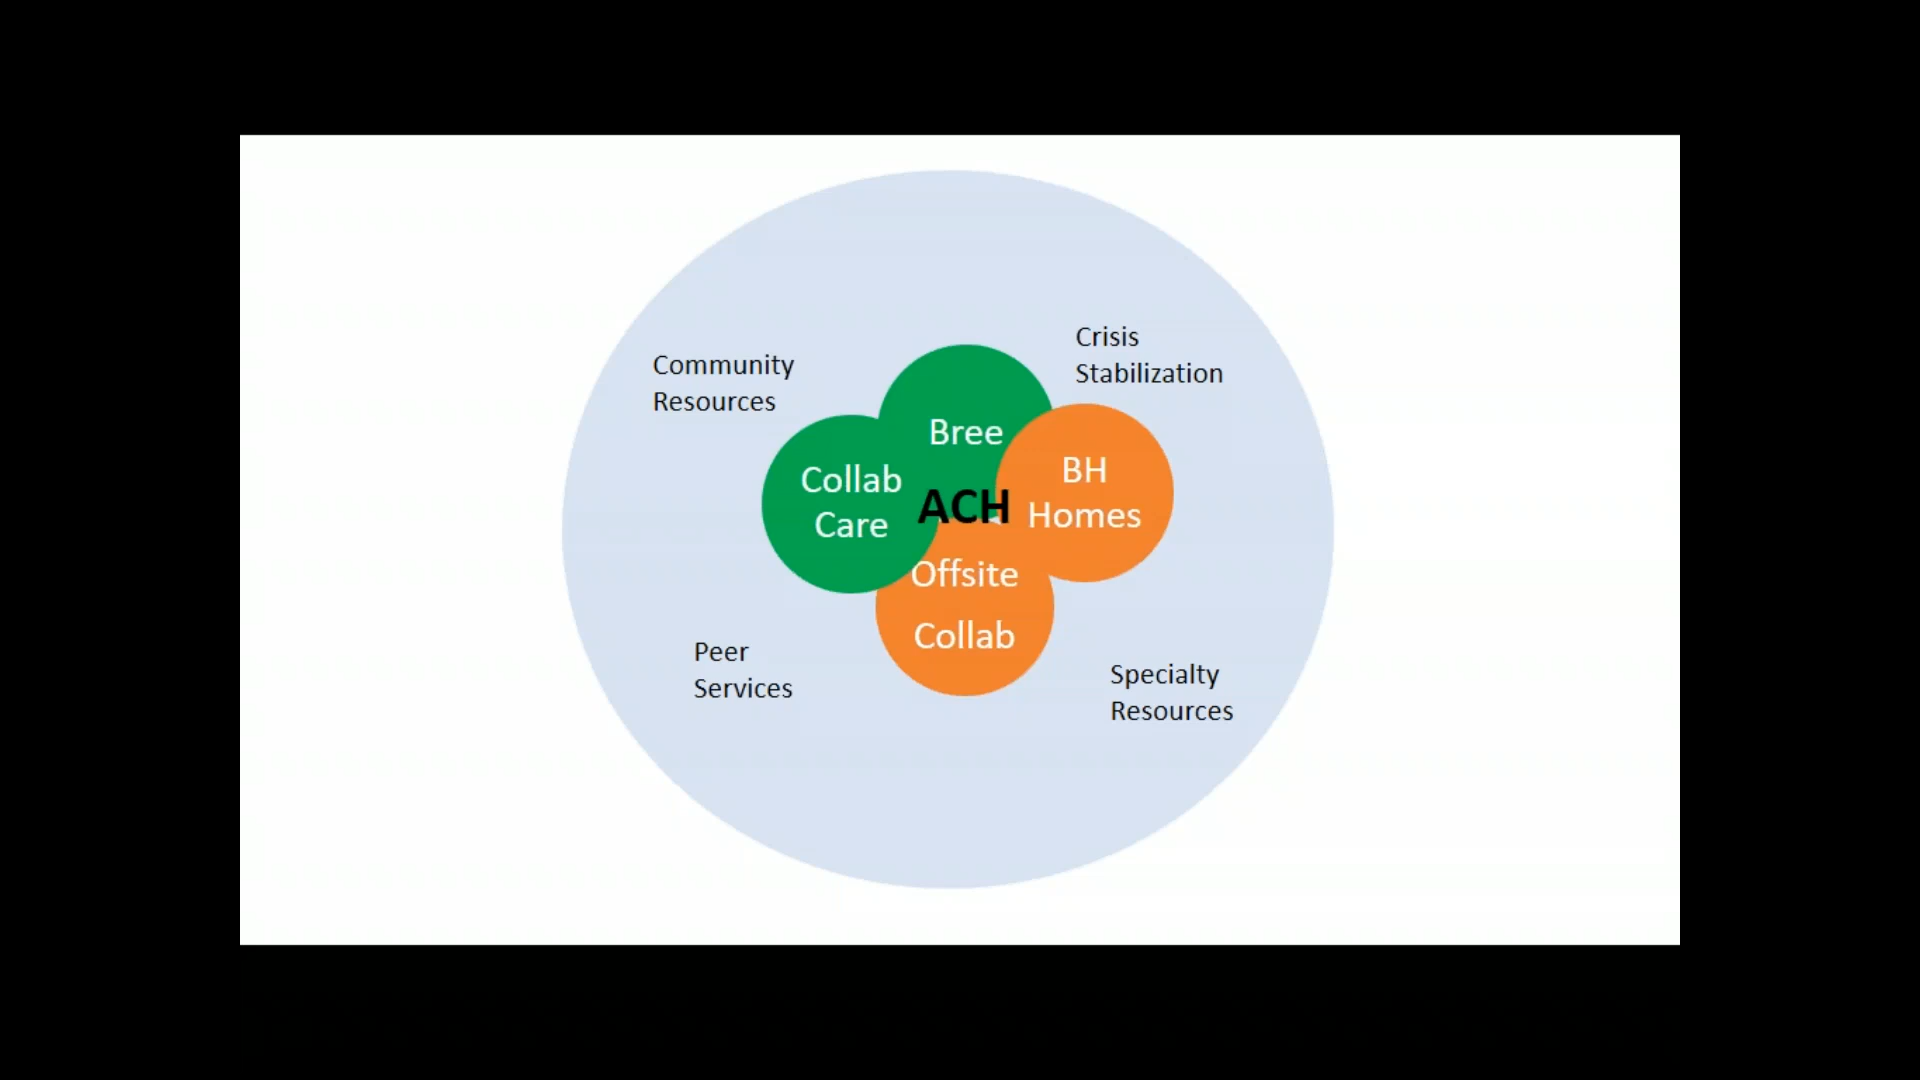 Community
Resources
Crisis
Stabilization
Bree
Collab
Care
ACH
BH
Homes
Offsite
Collab
Peer
Services
Specialty
Resources